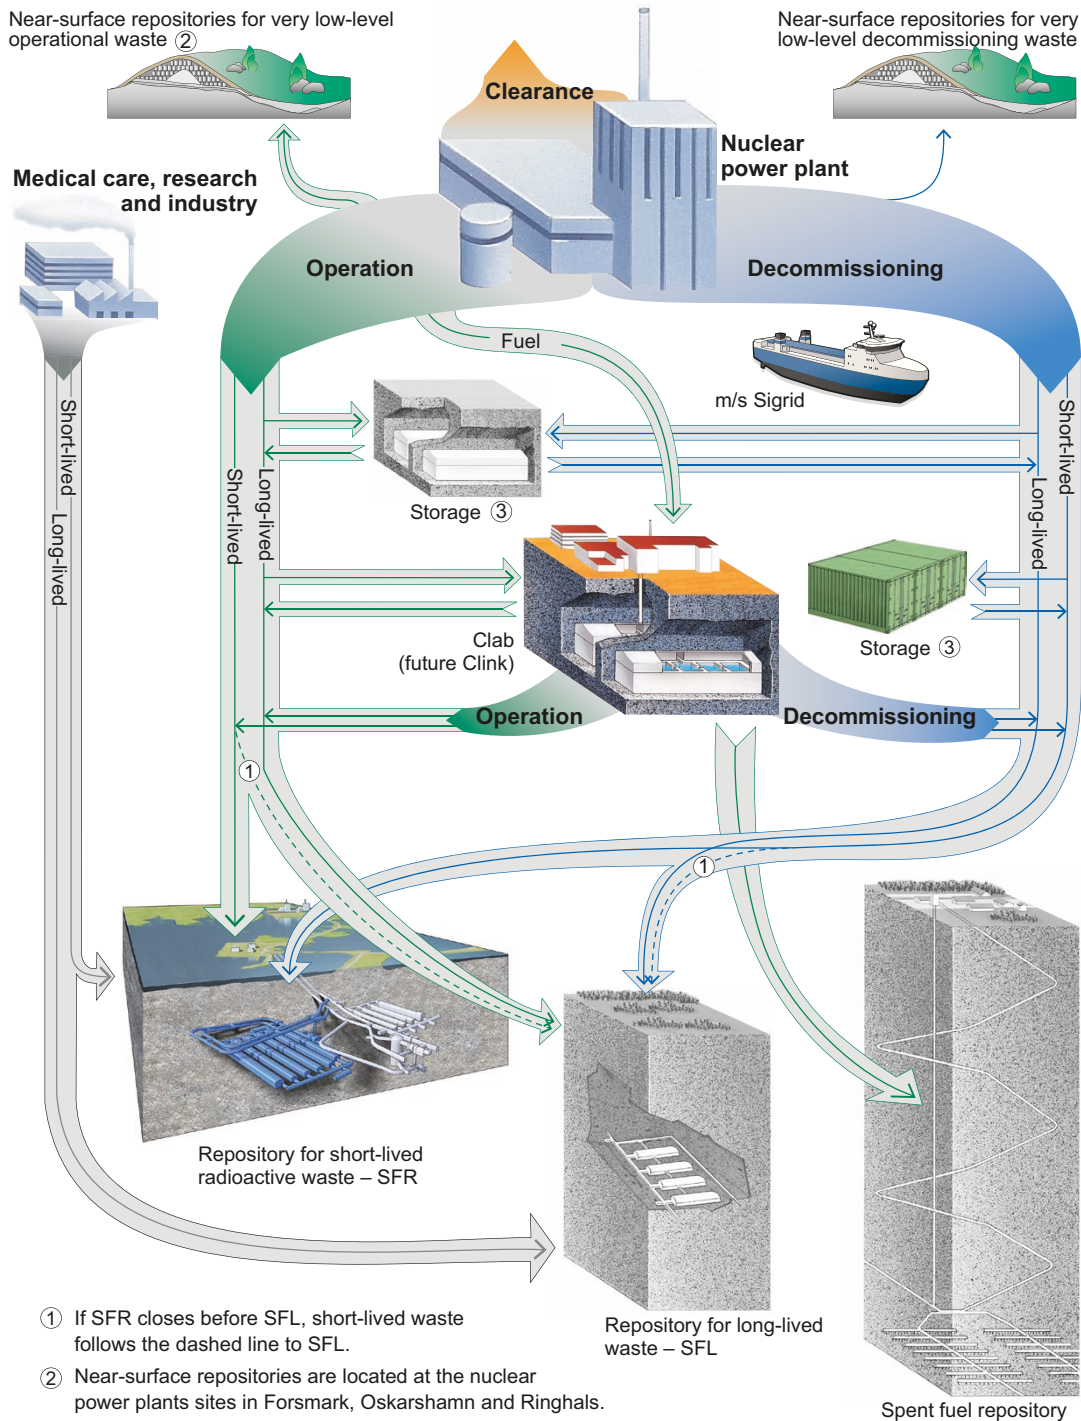 Near-surface repositories for very low-level
operational waste ②
Near-surface repositories for very
low-level decommissioning waste
Clearance
Nuclear
power plant
Medical care, research
and industry
Operation
Decommissioning
Fuel
m/s Sigrid
Short-lived
Long-lived
Short-lived
Long-lived
Short-lived
Long-lived
Storage ③
Clab
(future Clink)
Storage ③
Operation
Decommissioning
①
①
Repository for short-lived
radioactive waste – SFR
Repository for long-lived
waste – SFL
Spent fuel repository
① If SFR closes before SFL, short-lived waste
follows the dashed line to SFL.
② Near-surface repositories are located at the nuclear
power plants sites in Forsmark, Oskarshamn and Ringhals.